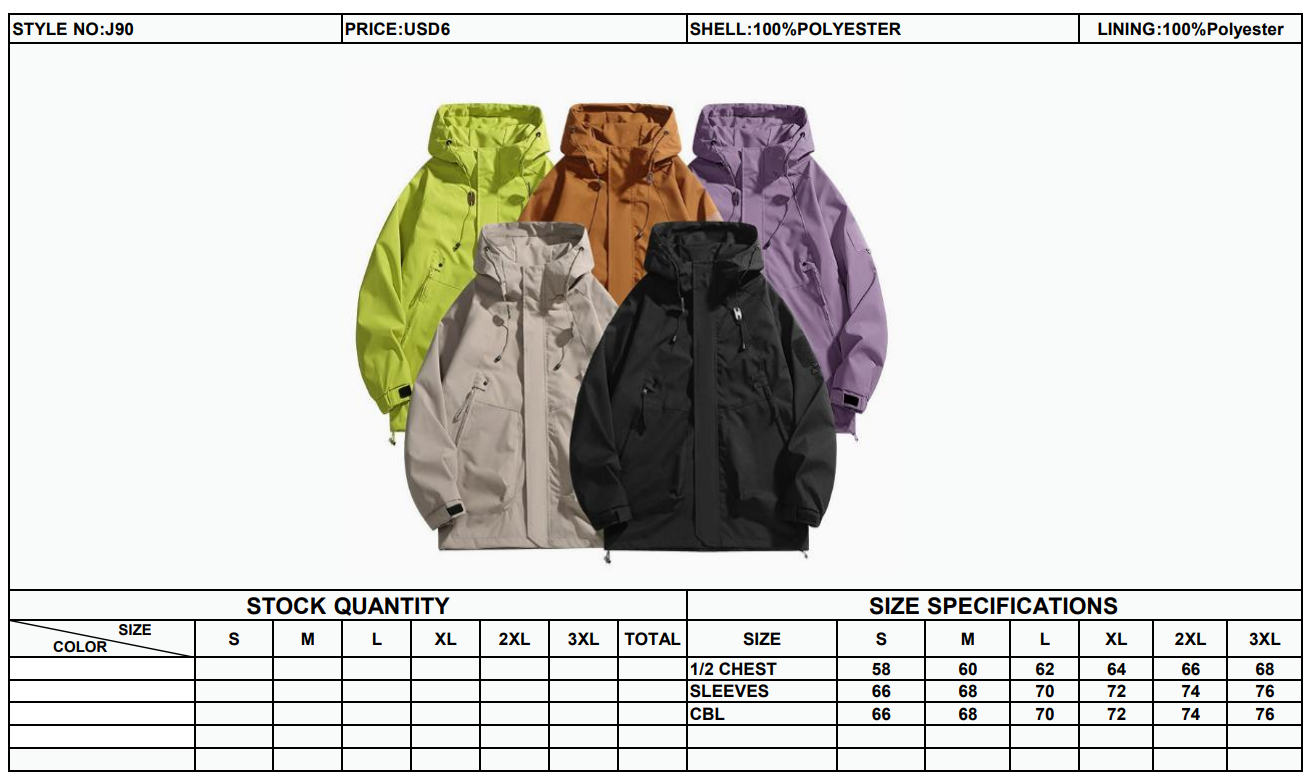 STYLE NO:J90 PRICE:USD6 SHELL:100%POLYESTER LINING:100%Polyester
STOCK QUANTITY SIZE SPECIFICATIONS
SIZE
COLOR S M L XL 2XL 3XL TOTAL SIZE S M L XL 2XL 3XL
1/2 CHEST 58 60 62 64 66 68
SLEEVES 66 68 70 72 74 76
CBL 66 68 70 72 74 76